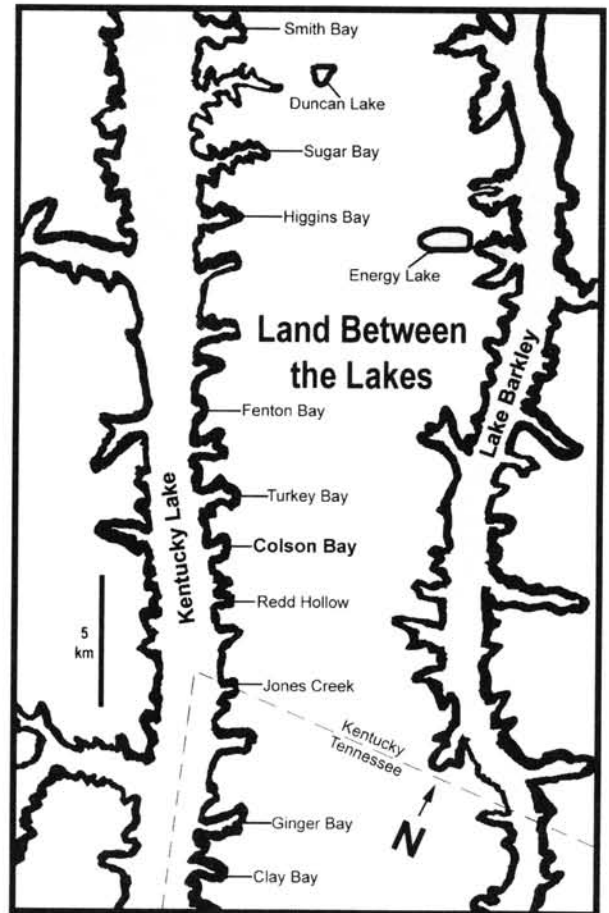 Smith Bay
Duncan Lake
Sugar Bay
Higgins Bay
Energy Lake
Land Between
the Lakes
Lake Barkley
Fenton Bay
Kentucky Lake
Turkey Bay
Colson Bay
5
km
Redd Hollow
Jones Creek
Kentucky
Tennessee
N
Ginger Bay
Clay Bay